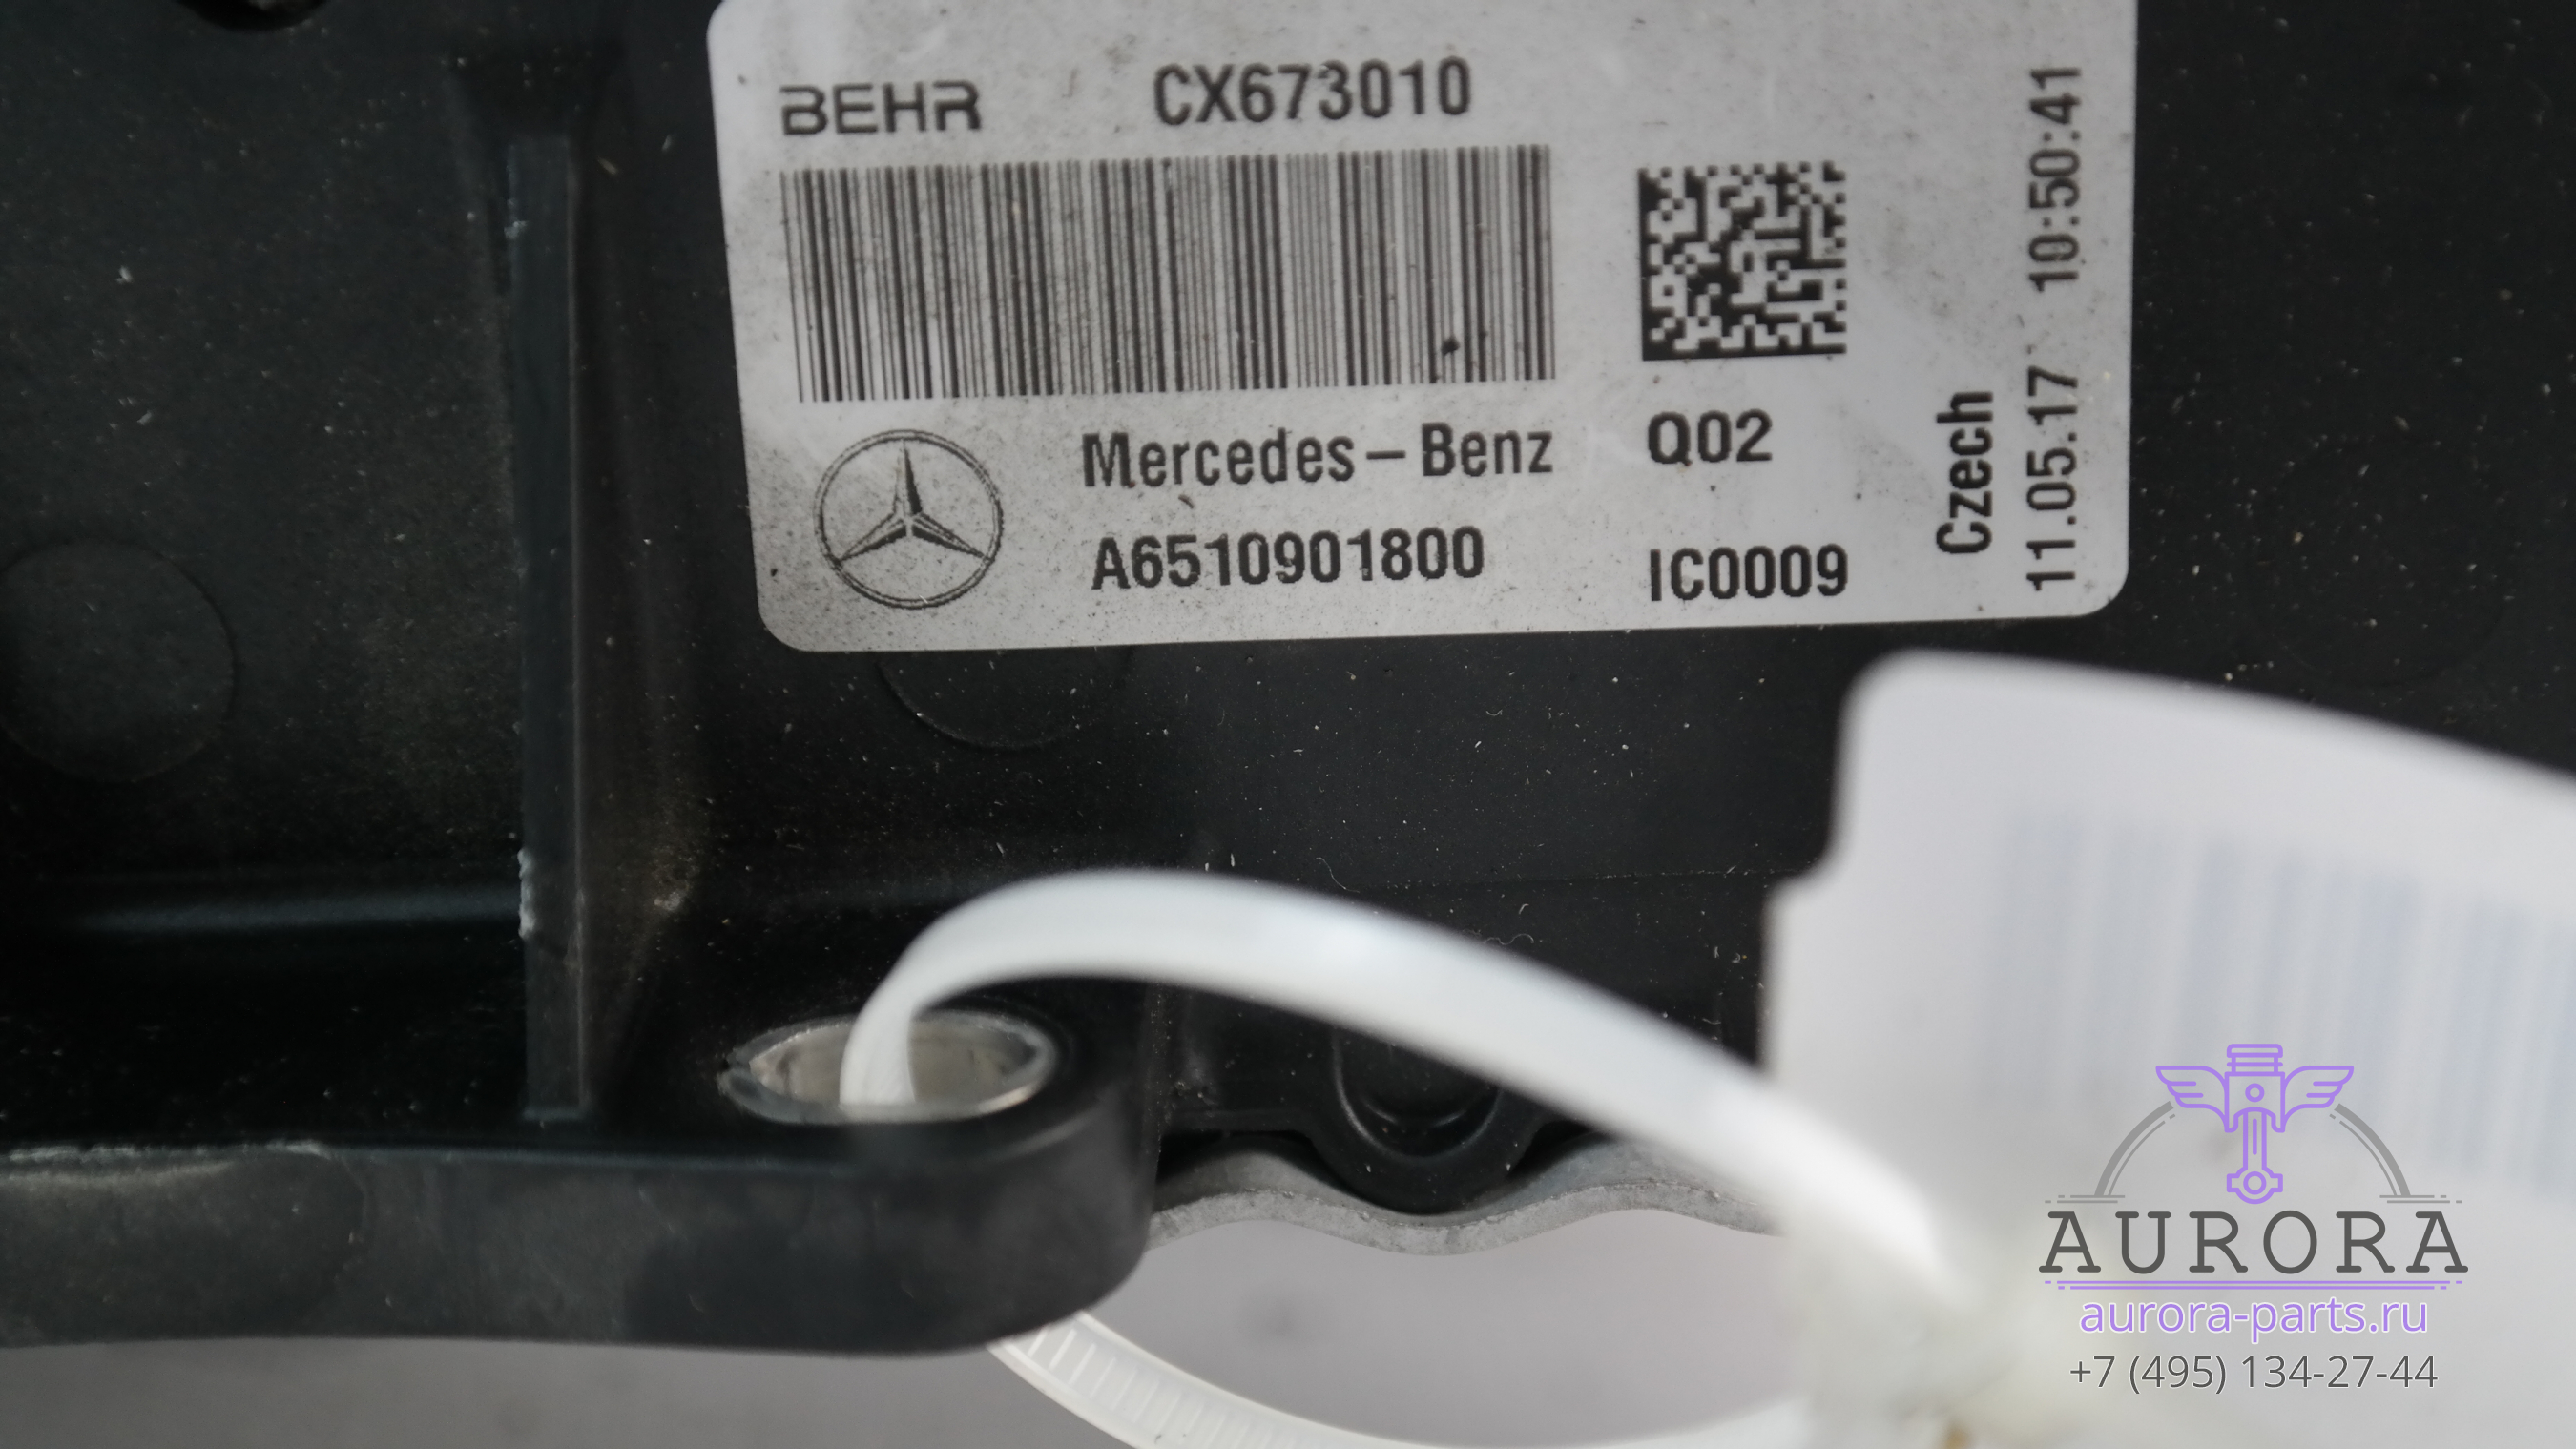 BEHR CX673010
Mercedes-Benz Q02
A6510901800 IC0009
Czech
11.05.17 10:50:41
AURORA
aurora-parts.ru
+7 (495) 134-27-44